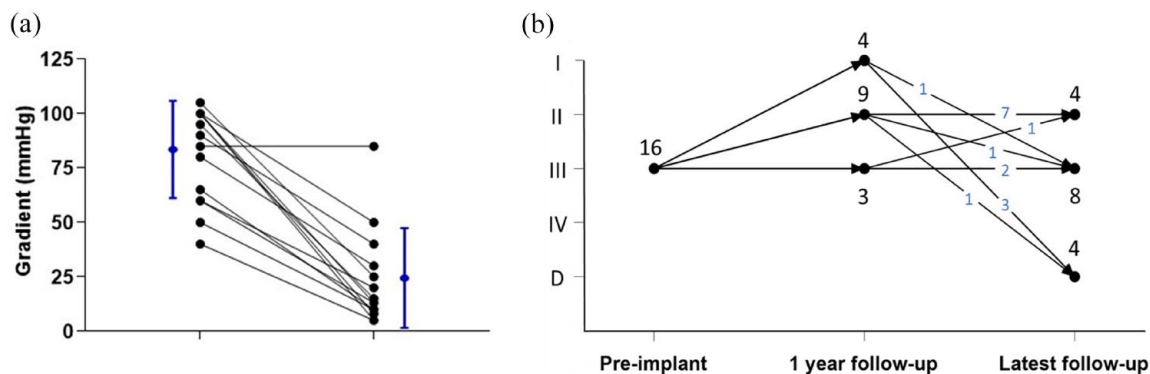 (a)
Gradient (mmHg)
125
100
75
50
25
0
(b)
I
II
III
IV
D
16
4
9
3
1
7
1
1
2
1
3
4
8
4
Pre-implant
1 year follow-up
Latest follow-up